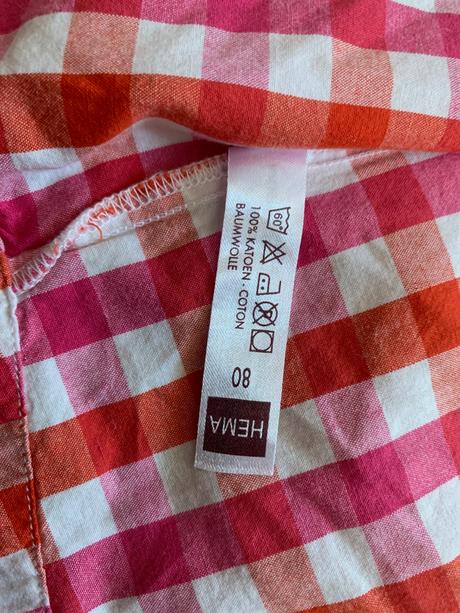 HEMA
80
60
100% KATOEN · COTON
BAUMWOLLE